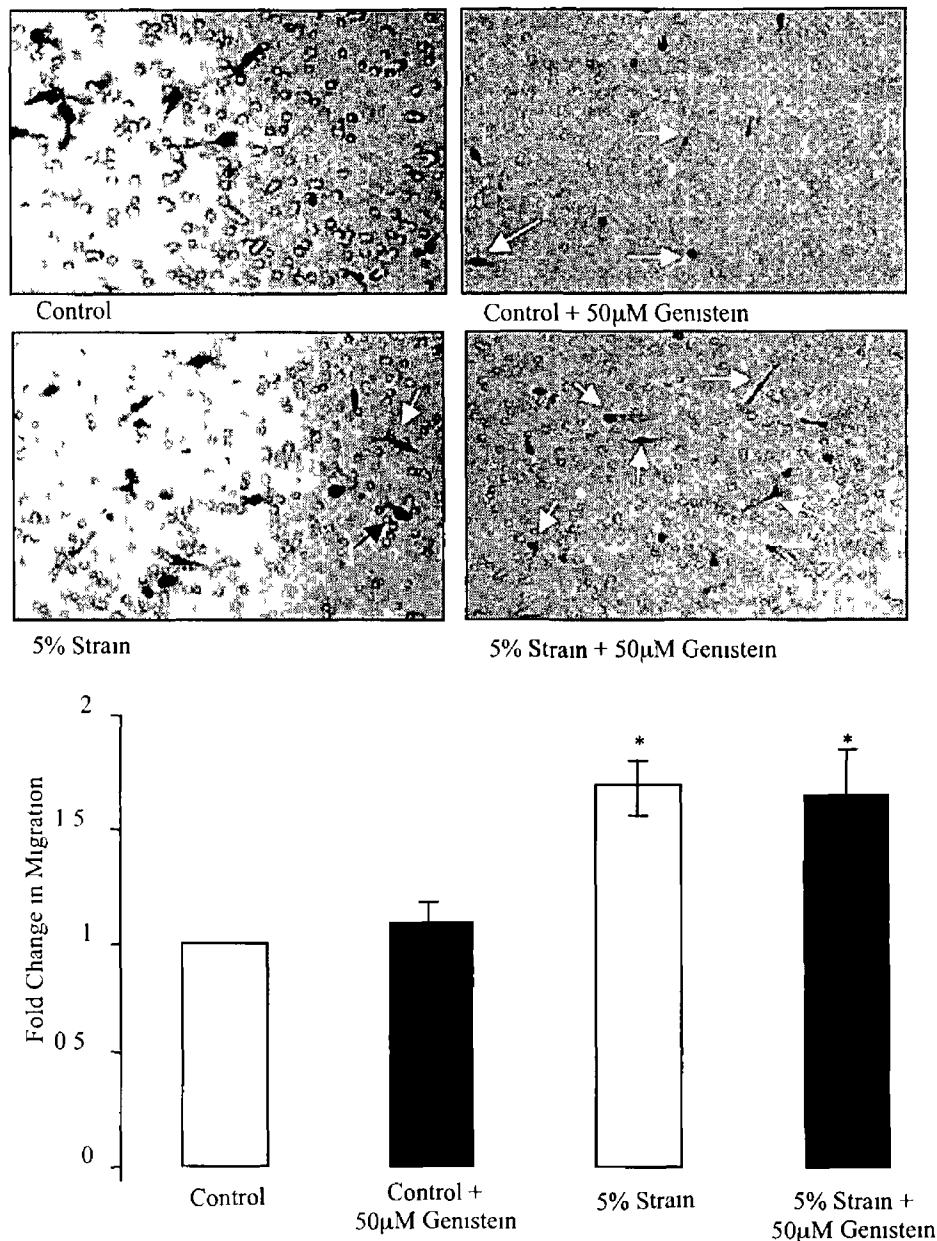 Control
Control + 50μM Genistein
5% Strain
5% Strain + 50μM Genistein
2
1 5
1
0 5
0
Fold Change in Migration
*
*
Control
Control +
50μM Genistein
5% Strain
5% Strain +
50μM Genistein